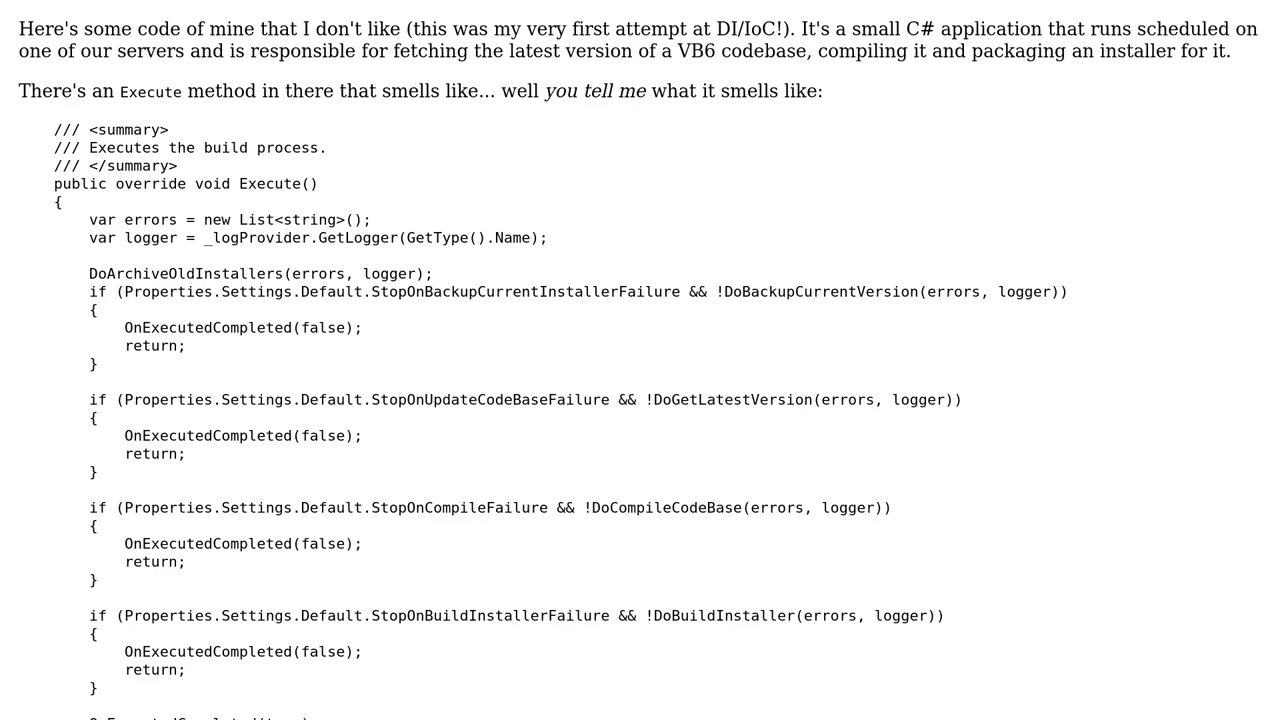 Here's some code of mine that I don't like (this was my very first attempt at DI/IoC!). It's a small C# application that runs scheduled on
one of our servers and is responsible for fetching the latest version of a VB6 codebase, compiling it and packaging an installer for it.
There's an Execute method in there that smells like... well you tell me what it smells like:
/// <summary>
/// Executes the build process.
/// </summary>
public override void Execute()
{
var errors = new List<string>();
var logger = _logProvider.GetLogger(GetType().Name);
DoArchiveOldInstallers(errors, logger);
if (Properties.Settings.Default.StopOnBackupCurrentInstallerFailure && !DoBackupCurrentVersion(errors, logger))
{
OnExecutedCompleted(false);
return;
}
if (Properties.Settings.Default.StopOnUpdateCodeBaseFailure && !DoGetLatestVersion(errors, logger))
{
OnExecutedCompleted(false);
return;
}
if (Properties.Settings.Default.StopOnCompileFailure && !DoCompileCodeBase(errors, logger))
{
OnExecutedCompleted(false);
return;
}
if (Properties.Settings.Default.StopOnBuildInstallerFailure && !DoBuildInstaller(errors, logger))
{
OnExecutedCompleted(false);
return;
}